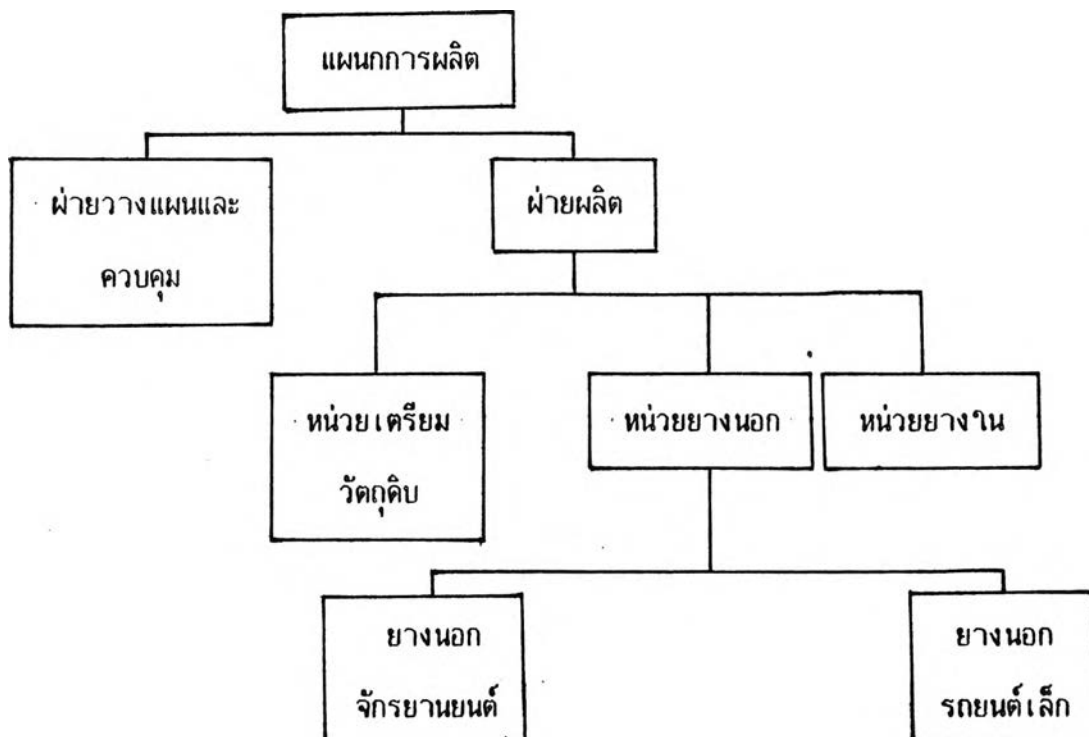 แผนกการผลิต
ฝ่ายวางแผนและ
ควบคุม
ฝ่ายผลิต
หน่วยเตรียม
วัตถุดิบ
หน่วยยางนอก
หน่วยยางใน
ยางนอก
จักรยานยนต์
ยางนอก
รถยนต์เล็ก